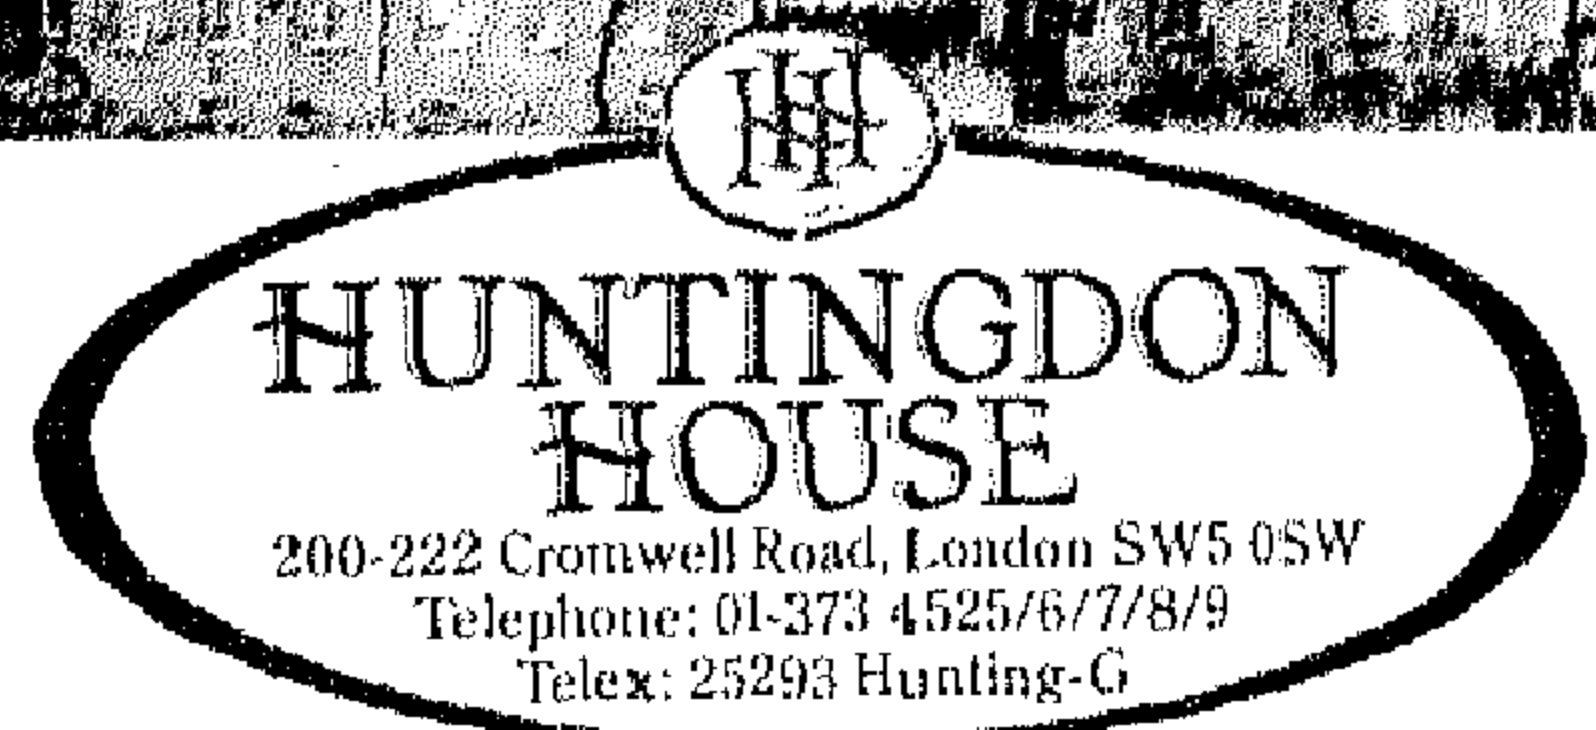 HHH
HUNTINGDON
HOUSE
200-222 Cromwell Road, London SW5 0SW
Telephone: 01-373 4525/6/7/8/9
Telex: 25293 Hunting-G